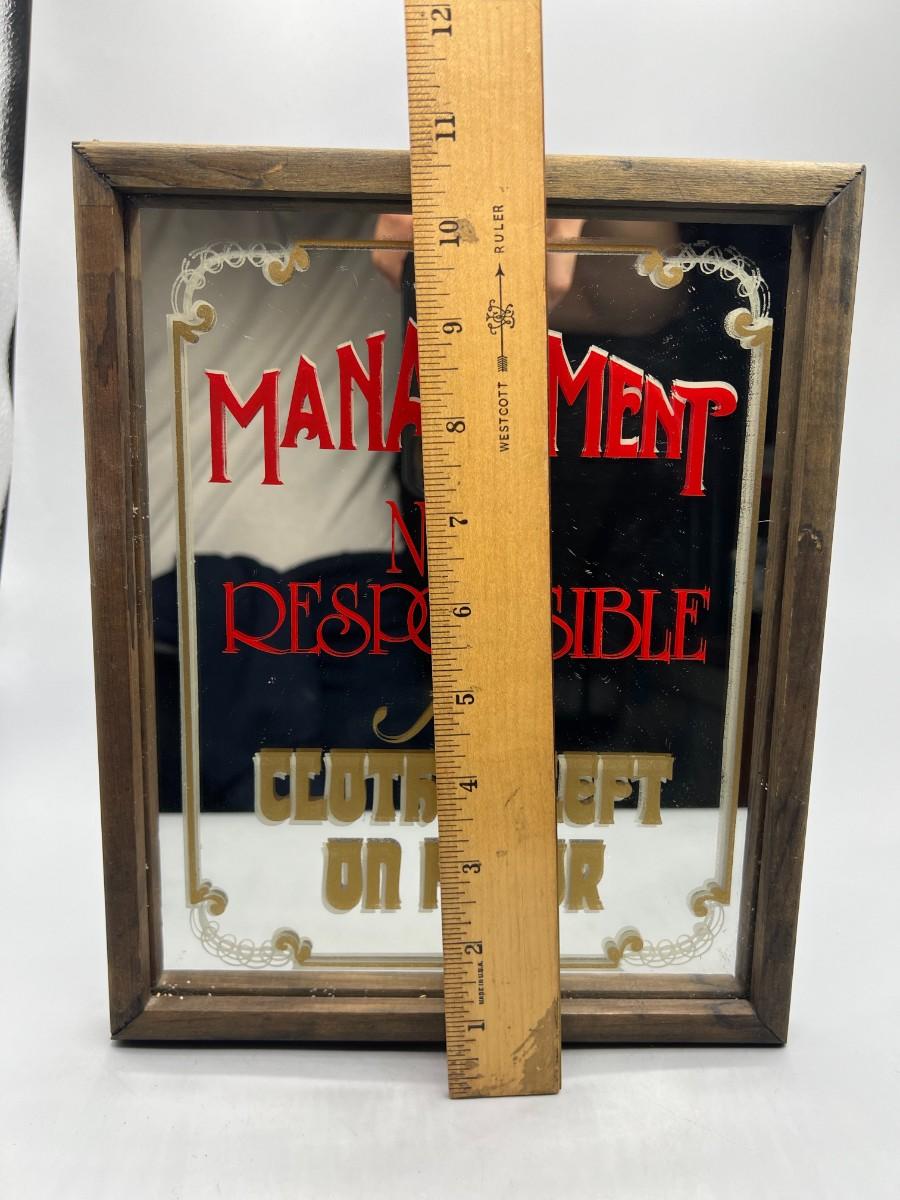 MANA MENT
N
RESPO SIBLE
f
CLOTH LEFT
ON F R
12
11
10
9
8
7
6
5
4
3
2
1
WESTCOTT RULER
MADE IN U.S.A.